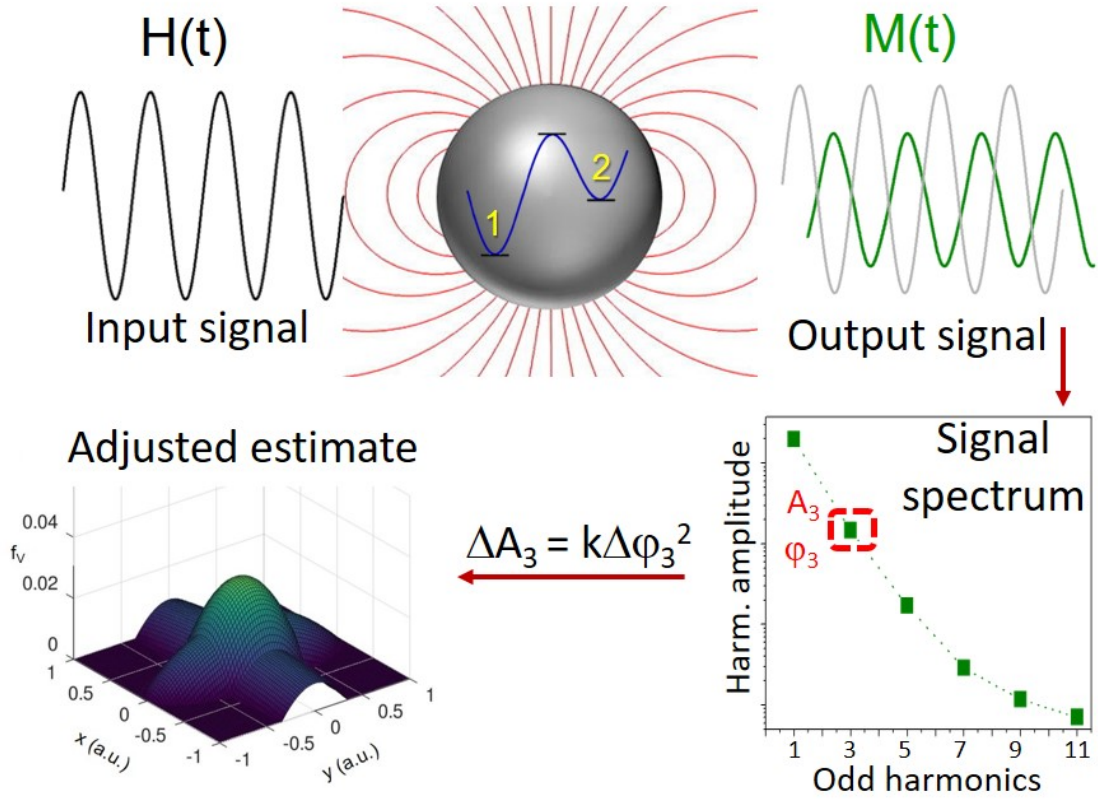 H(t)
M(t)
1
2
Input signal
Output signal
Adjusted estimate
0.04
f_V
0.02
0
1
0.5
0
-0.5
-1
x (a.u.)
-1
-0.5
0
0.5
1
y (a.u.)
ΔA₃ = kΔφ₃²
Signal
spectrum
A₃
φ₃
Harm. amplitude
1 3 5 7 9 11
Odd harmonics